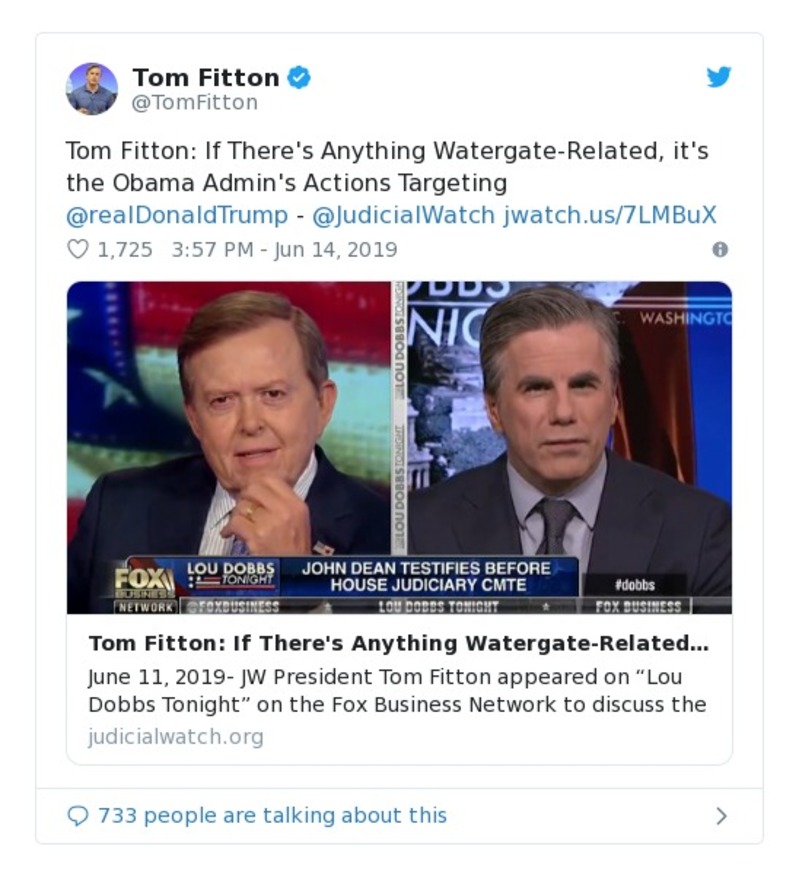 Tom Fitton
@TomFitton
Tom Fitton: If There's Anything Watergate-Related, it's
the Obama Admin's Actions Targeting
@realDonaldTrump - @JudicialWatch jwatch.us/7LMBuX
1,725 3:57 PM - Jun 14, 2019
LOU DOBBS TONIGHT
LOU DOBBS TONIGHT
DOBBS
C. WASHINGTO
FOX
BUSINESS
NETWORK
LOU DOBBS
TONIGHT
JOHN DEAN TESTIFIES BEFORE
HOUSE JUDICIARY CMTE
#dobbs
@FOXBUSINESS LOU DOBBS TONIGHT FOX BUSINESS
Tom Fitton: If There's Anything Watergate-Related...
June 11, 2019- JW President Tom Fitton appeared on “Lou
Dobbs Tonight” on the Fox Business Network to discuss the
judicialwatch.org
733 people are talking about this